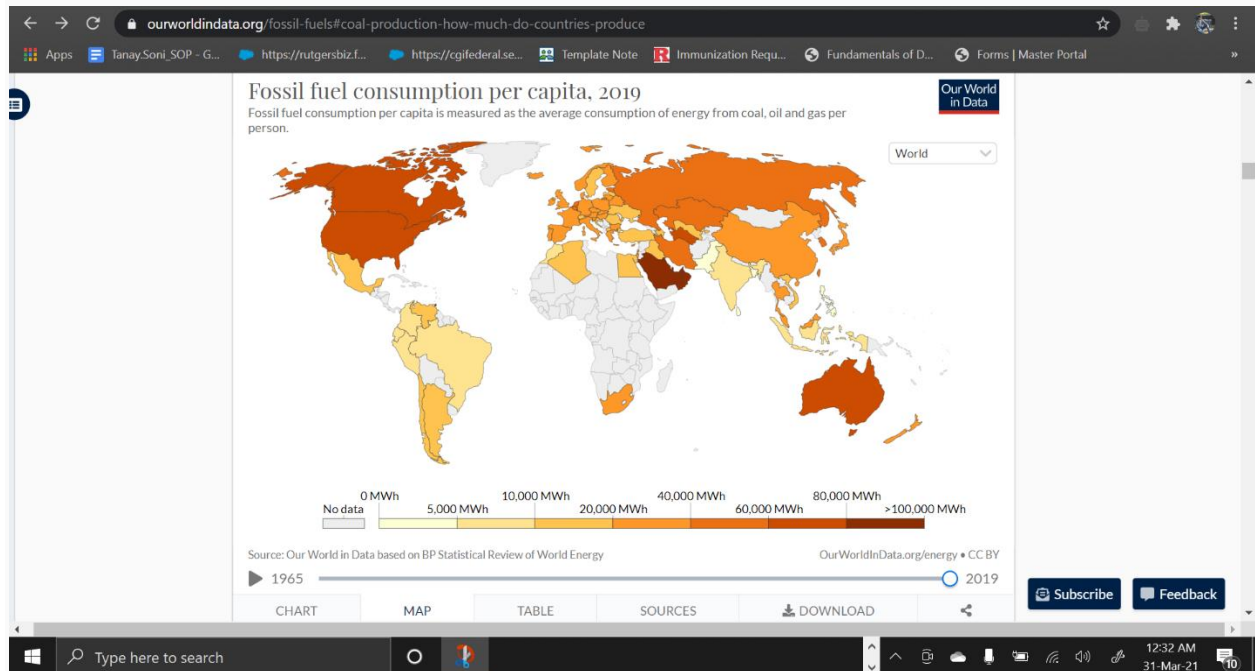 ourworldindata.org/fossil-fuels#coal-production-how-much-do-countries-produce
Apps Tanay.Soni_SOP - G... https://rutgersbiz.f... https://cgifederal.se... Template Note Immunization Requ... Fundamentals of D... Forms | Master Portal »
Fossil fuel consumption per capita, 2019
Our World
in Data
Fossil fuel consumption per capita is measured as the average consumption of energy from coal, oil and gas per
person.
World
0 MWh 10,000 MWh 40,000 MWh 80,000 MWh
No data 5,000 MWh 20,000 MWh 60,000 MWh >100,000 MWh
Source: Our World in Data based on BP Statistical Review of World Energy OurWorldInData.org/energy • CC BY
1965 2019
Subscribe Feedback
CHART MAP TABLE SOURCES DOWNLOAD
Type here to search
12:32 AM
31-Mar-21
10